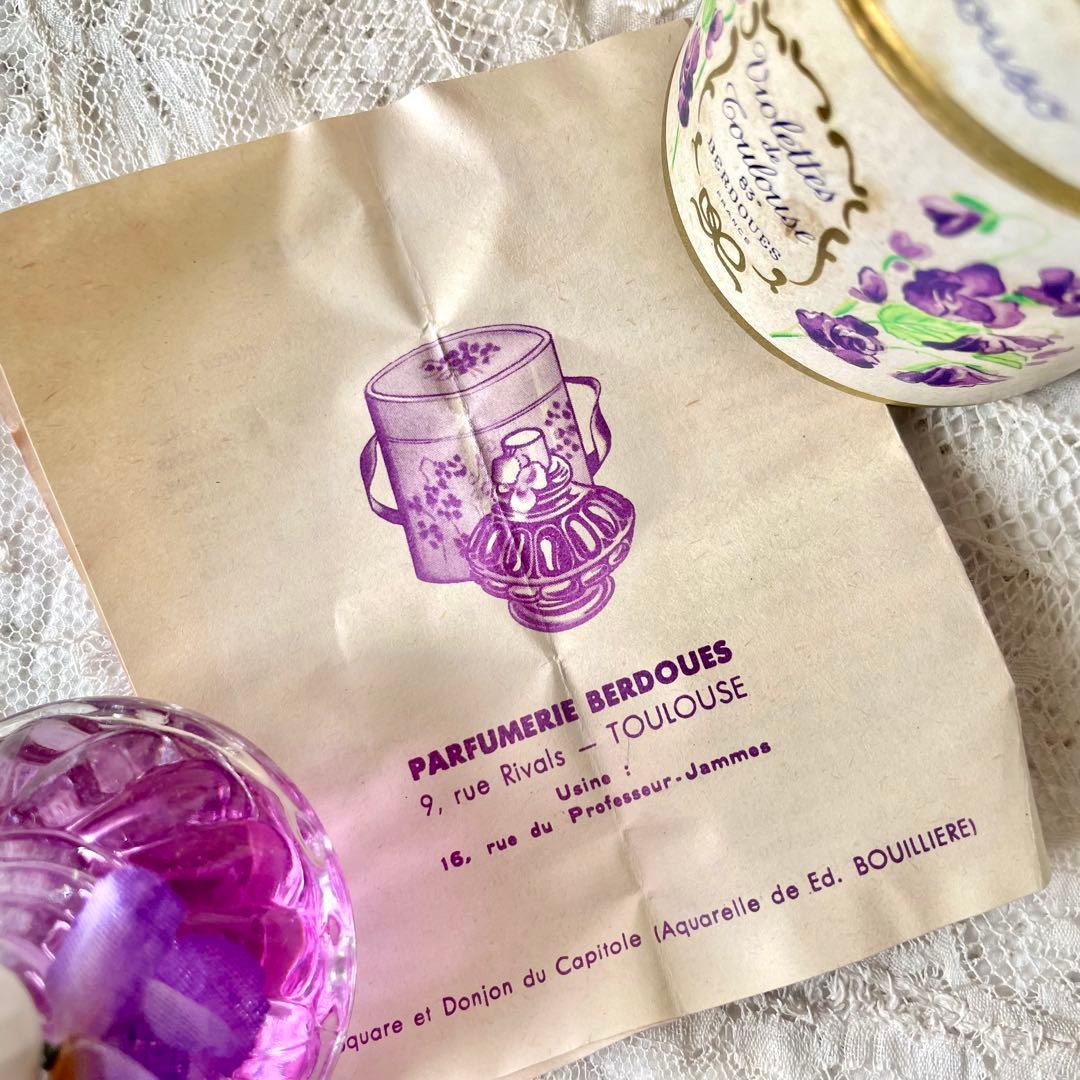 Violettes
de
Toulouse
83
BERDOUES
FRANCE
PARFUMERIE BERDOUES
9, rue Rivals – TOULOUSE
Usine :
16, rue du Professeur-Jammes
et Donjon du Capitole (Aquarelle de Ed. BOUILLIERE)